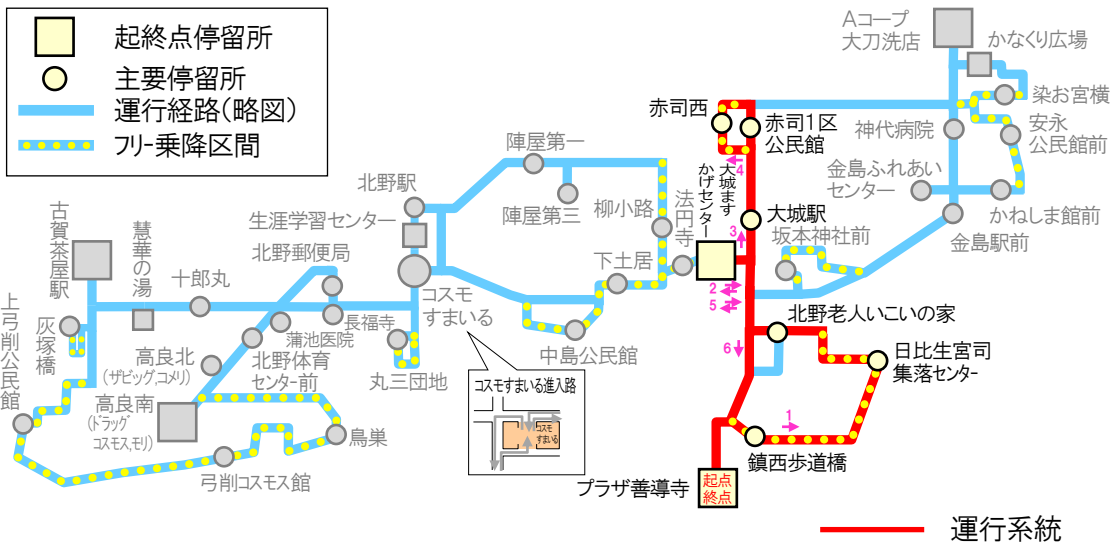 起終点停留所
主要停留所
運行経路(略図)
フリー乗降区間
Aコープ
大刀洗店
かなくり広場
染お宮横
安永
公民館前
神代病院
金島ふれあい
センター
かねしま館前
金島駅前
赤司西
赤司1区
公民館
4
大城ます
かげセンター
大城駅
3
坂本神社前
2
5
6
北野老人いこいの家
日比生宮司
集落センター
1
鎮西歩道橋
プラザ善導寺
起点
終点
陣屋第一
陣屋第三
柳小路
法円寺
下土居
中島公民館
北野駅
生涯学習センター
北野郵便局
コスモ
すまいる
長福寺
蒲池医院
丸三団地
北野体育
センター前
十郎丸
慧華の湯
古賀茶屋駅
灰塚橋
上弓削公民館
高良北
(ザビッグ,コメリ)
高良南
(ドラッグ
コスモス,モリ)
鳥巣
弓削コスモス館
コスモすまいる進入路
コスモ
すまいる
運行系統